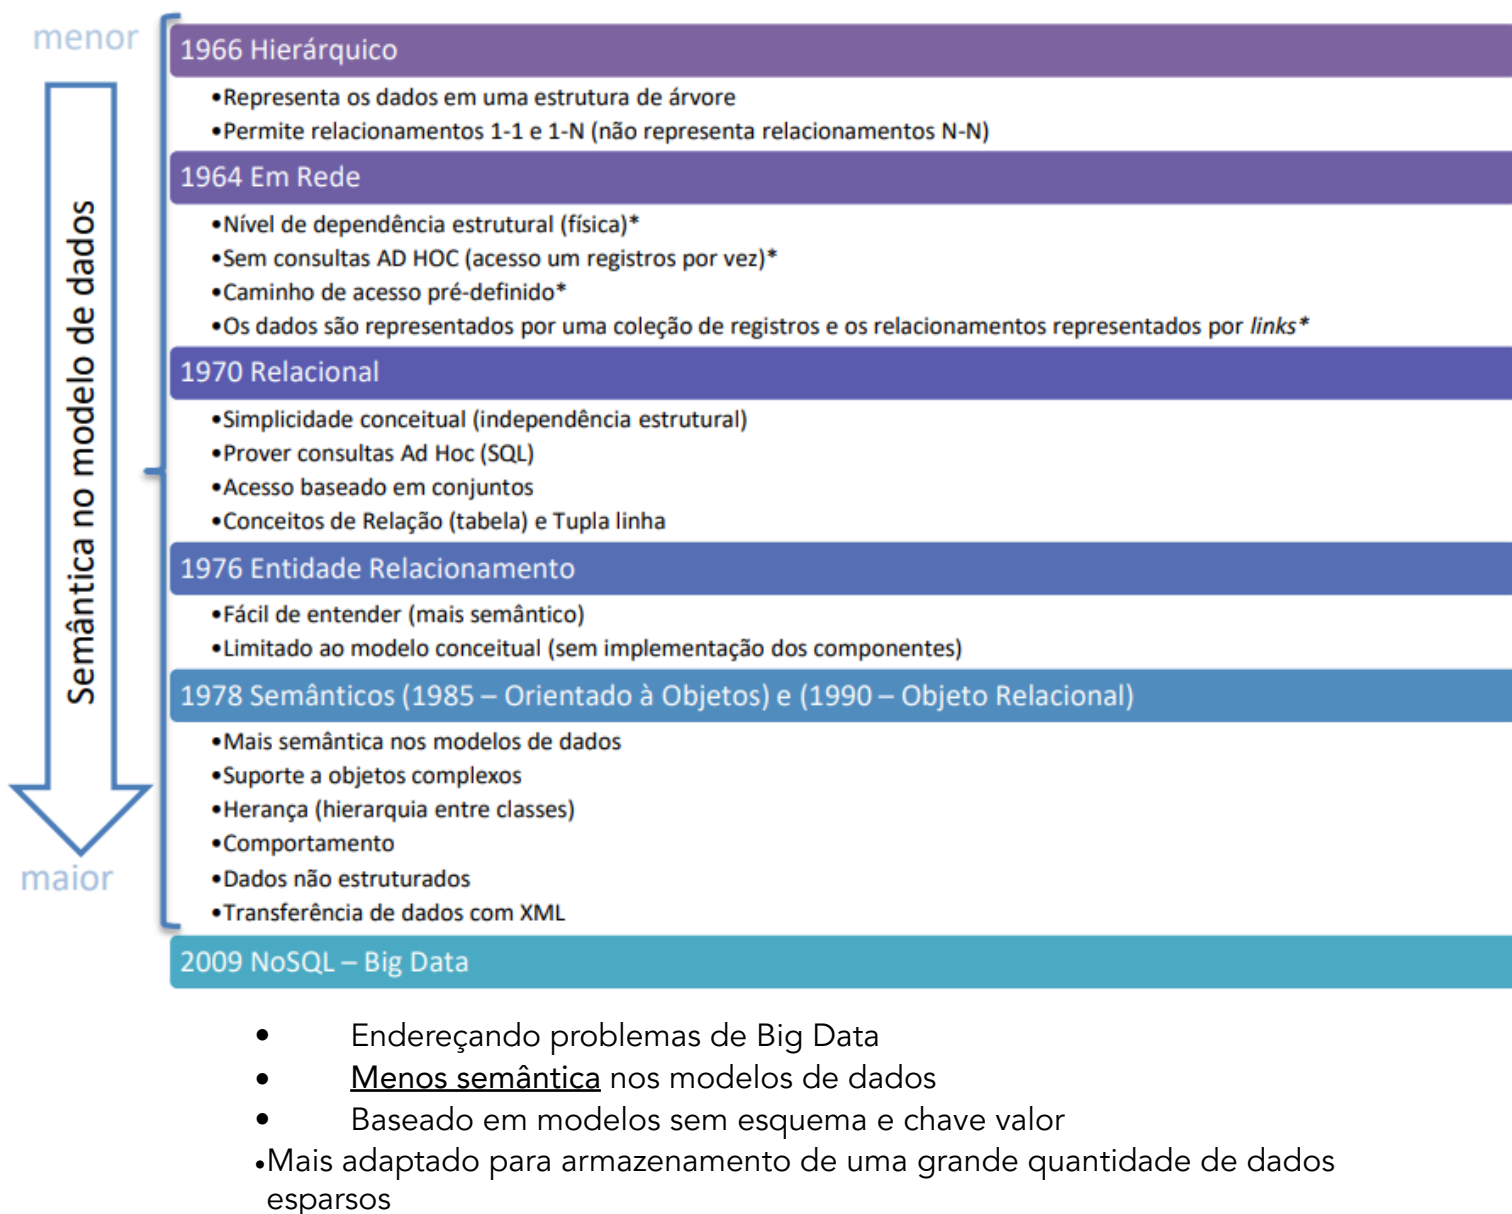 menor
Semântica no modelo de dados
maior
1966 Hierárquico
•Representa os dados em uma estrutura de árvore
•Permite relacionamentos 1-1 e 1-N (não representa relacionamentos N-N)
1964 Em Rede
•Nível de dependência estrutural (física)*
•Sem consultas AD HOC (acesso um registros por vez)*
•Caminho de acesso pré-definido*
•Os dados são representados por uma coleção de registros e os relacionamentos representados por links*
1970 Relacional
•Simplicidade conceitual (independência estrutural)
•Prover consultas Ad Hoc (SQL)
•Acesso baseado em conjuntos
•Conceitos de Relação (tabela) e Tupla linha
1976 Entidade Relacionamento
•Fácil de entender (mais semântico)
•Limitado ao modelo conceitual (sem implementação dos componentes)
1978 Semânticos (1985 – Orientado à Objetos) e (1990 – Objeto Relacional)
•Mais semântica nos modelos de dados
•Suporte a objetos complexos
•Herança (hierarquia entre classes)
•Comportamento
•Dados não estruturados
•Transferência de dados com XML
2009 NoSQL – Big Data
• Endereçando problemas de Big Data
• Menos semântica nos modelos de dados
• Baseado em modelos sem esquema e chave valor
•Mais adaptado para armazenamento de uma grande quantidade de dados
esparsos